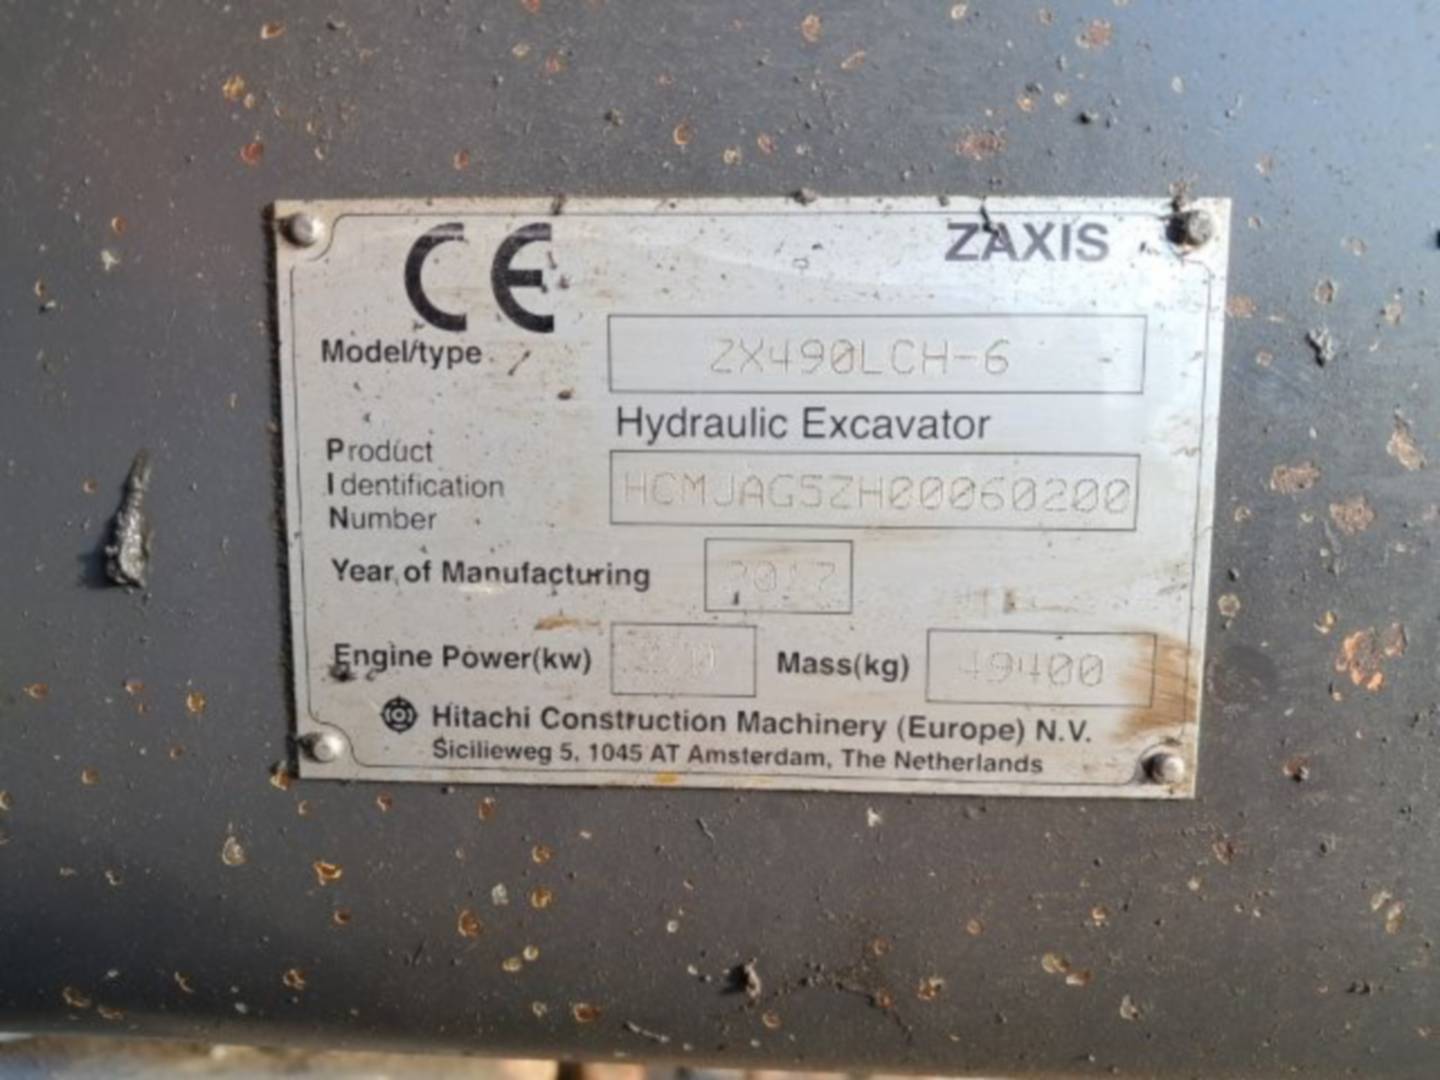 CE
ZAXIS
Model/type ZX490LCH-6
Hydraulic Excavator
Product
Identification HCMJAG5ZH00060200
Number
Year of Manufacturing 2017
Engine Power(kw) Mass(kg) 49400
Hitachi Construction Machinery (Europe) N.V.
Sicilieweg 5, 1045 AT Amsterdam, The Netherlands